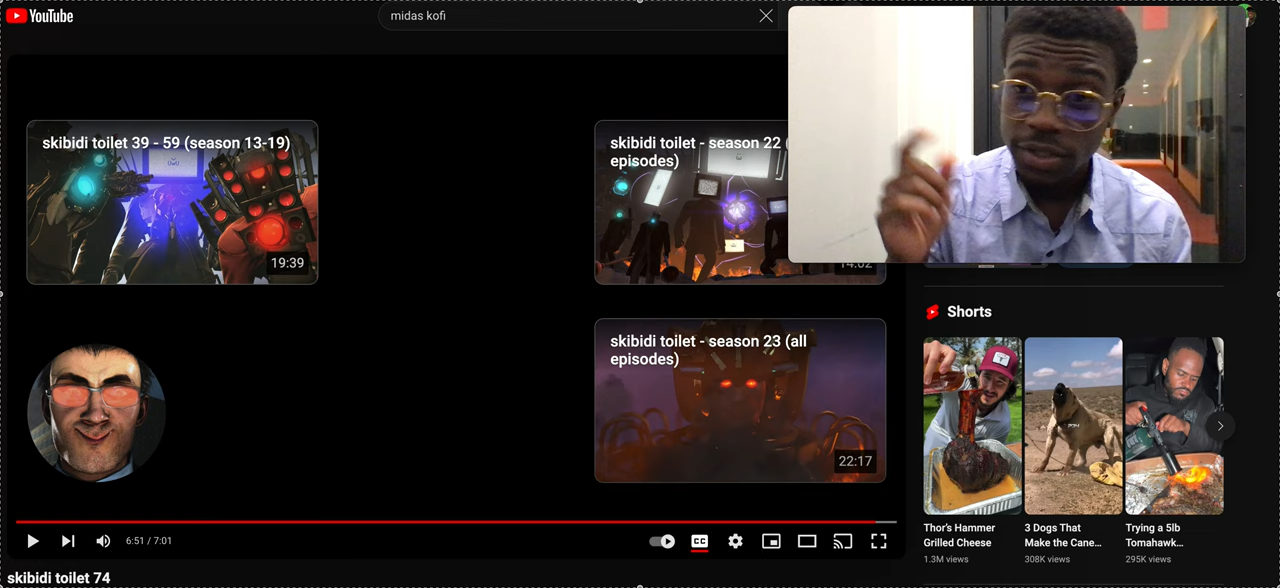 YouTube
midas kofi
skibidi toilet 39 - 59 (season 13-19)
19:39
skibidi toilet - season 22 (
episodes)
skibidi toilet - season 23 (all
episodes)
22:17
6:51 / 7:01
CC
skibidi toilet 74
Shorts
Thor's Hammer
Grilled Cheese
1.3M views
3 Dogs That
Make the Cane...
308K views
Trying a 5lb
Tomahawk...
295K views